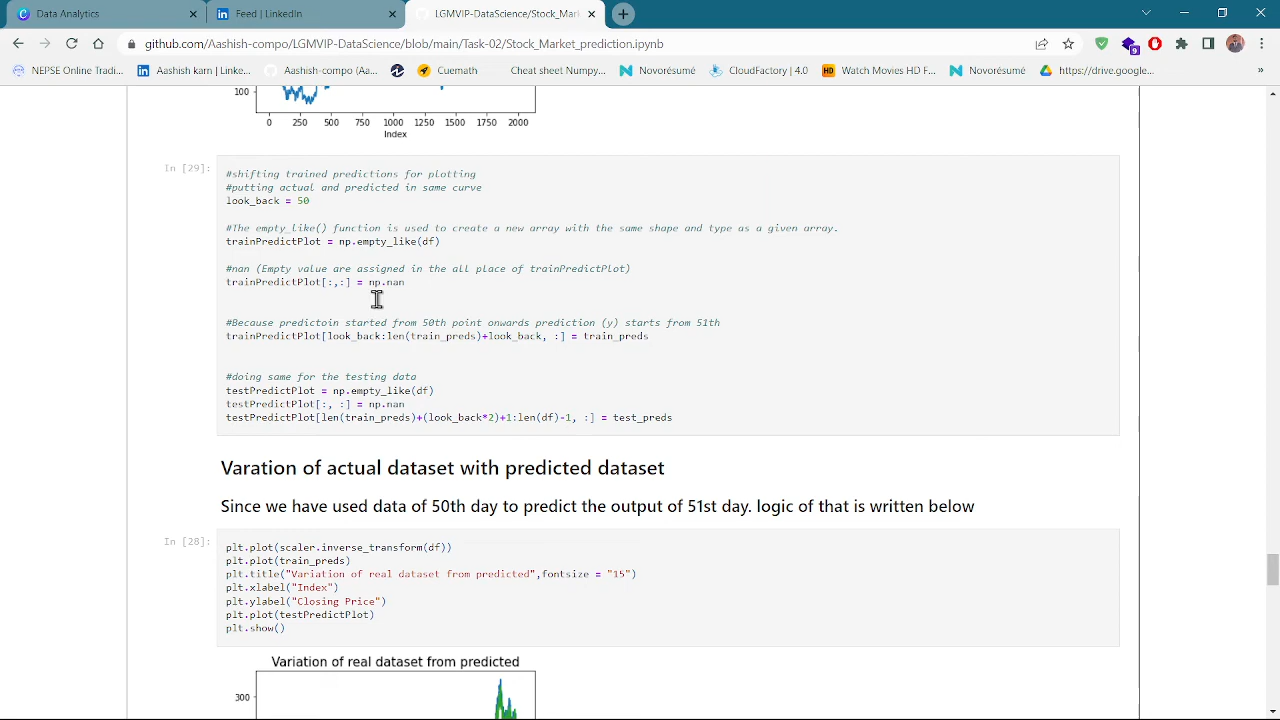 Data Analytics
Feed | LinkedIn
LGMVIP-DataScience/Stock_Mark
github.com/Aashish-compo/LGMVIP-DataScience/blob/main/Task-02/Stock_Market_prediction.ipynb
9
NEPSE Online Tradi...
Aashish karn | Linke...
Aashish-compo (Aa...
Cuemath
Cheat sheet Numpy...
Novorésumé
CloudFactory | 4.0
HD Watch Movies HD F...
Novorésumé
https://drive.google...
»
100
0 250 500 750 1000 1250 1500 1750 2000
Index
In [29]:
#shifting trained predictions for plotting
#putting actual and predicted in same curve
look_back = 50
#The empty_like() function is used to create a new array with the same shape and type as a given array.
trainPredictPlot = np.empty_like(df)
#nan (Empty value are assigned in the all place of trainPredictPlot)
trainPredictPlot[:,:] = np.nan
#Because predictoin started from 50th point onwards prediction (y) starts from 51th
trainPredictPlot[look_back:len(train_preds)+look_back, :] = train_preds
#doing same for the testing data
testPredictPlot = np.empty_like(df)
testPredictPlot[:, :] = np.nan
testPredictPlot[len(train_preds)+(look_back*2)+1:len(df)-1, :] = test_preds
Varation of actual dataset with predicted dataset
Since we have used data of 50th day to predict the output of 51st day. logic of that is written below
In [28]:
plt.plot(scaler.inverse_transform(df))
plt.plot(train_preds)
plt.title("Variation of real dataset from predicted",fontsize = "15")
plt.xlabel("Index")
plt.ylabel("Closing Price")
plt.plot(testPredictPlot)
plt.show()
Variation of real dataset from predicted
300